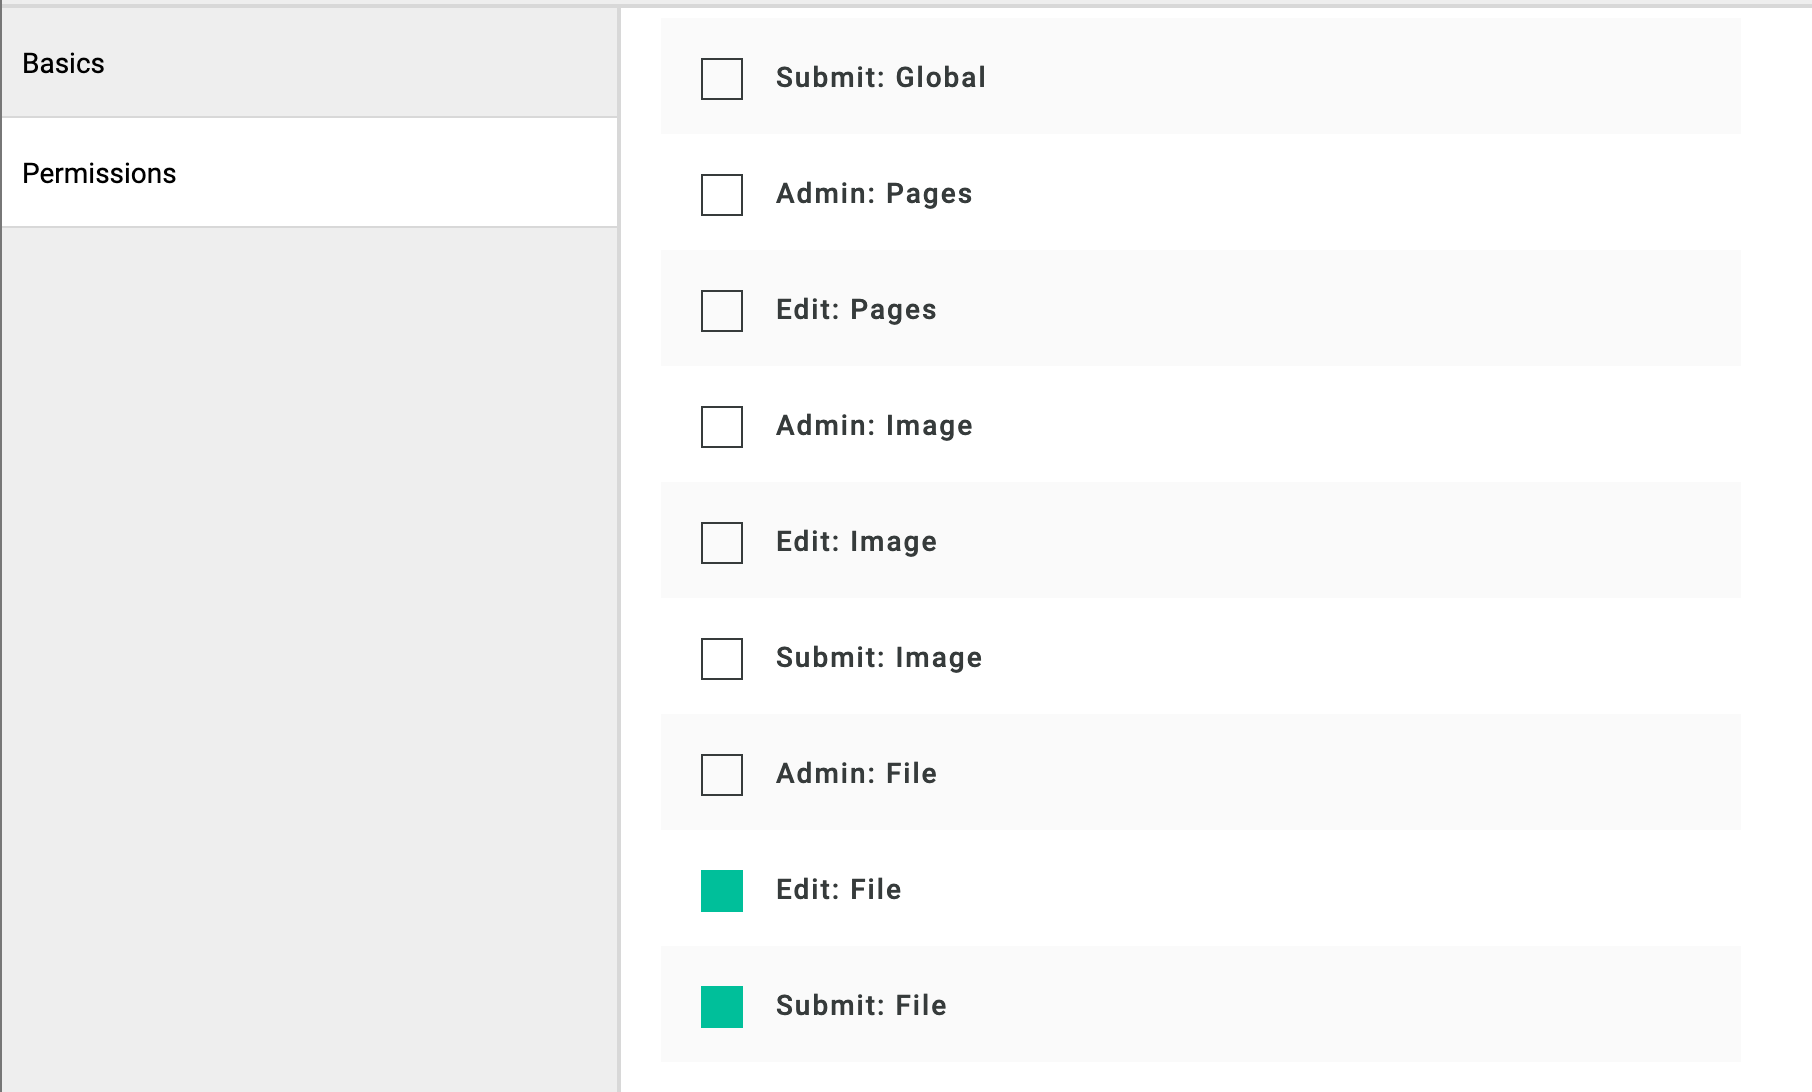 Basics
Permissions
Submit: Global
Admin: Pages
Edit: Pages
Admin: Image
Edit: Image
Submit: Image
Admin: File
Edit: File
Submit: File